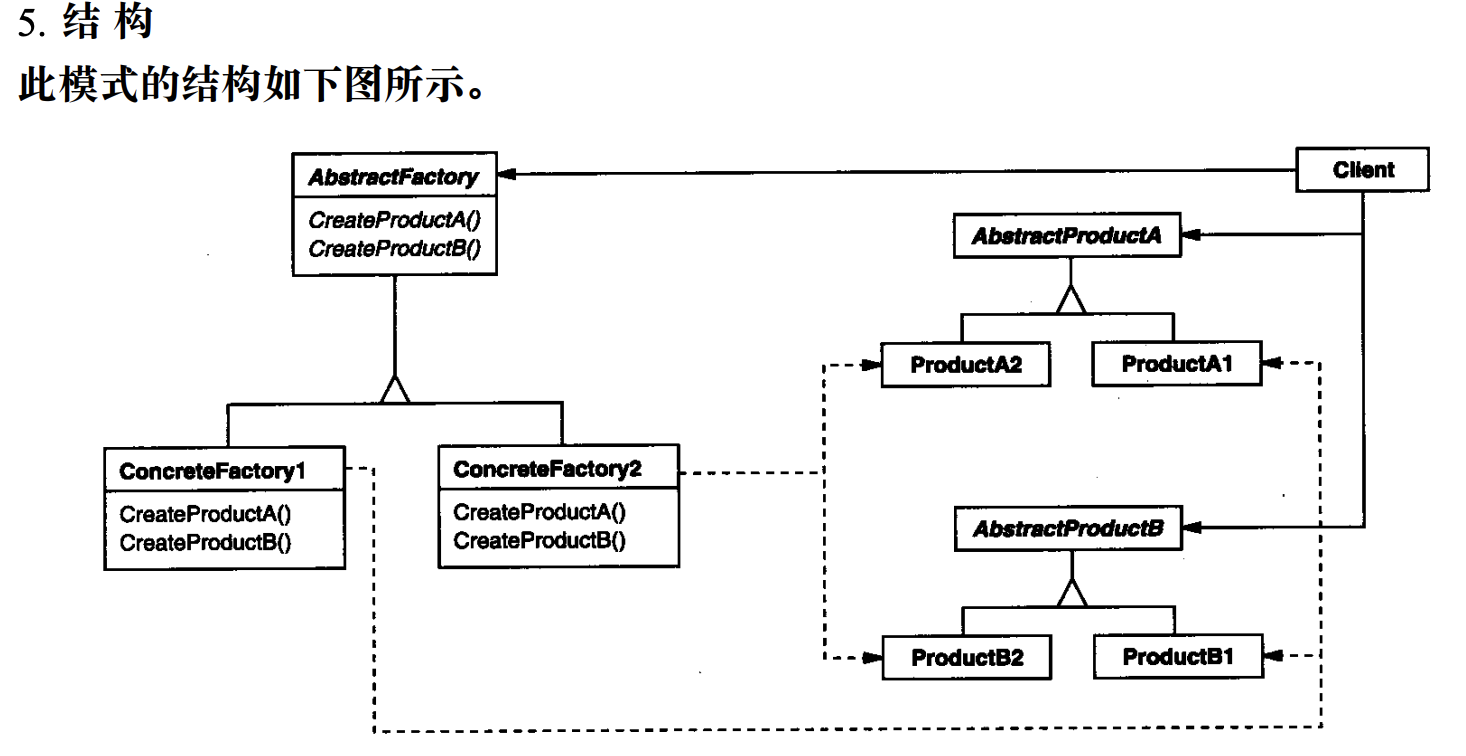 5. 结 构
此模式的结构如下图所示。
AbstractFactory
CreateProductA()
CreateProductB()
Client
AbstractProductA
ProductA2
ProductA1
ConcreteFactory1
CreateProductA()
CreateProductB()
ConcreteFactory2
CreateProductA()
CreateProductB()
AbstractProductB
ProductB2
ProductB1